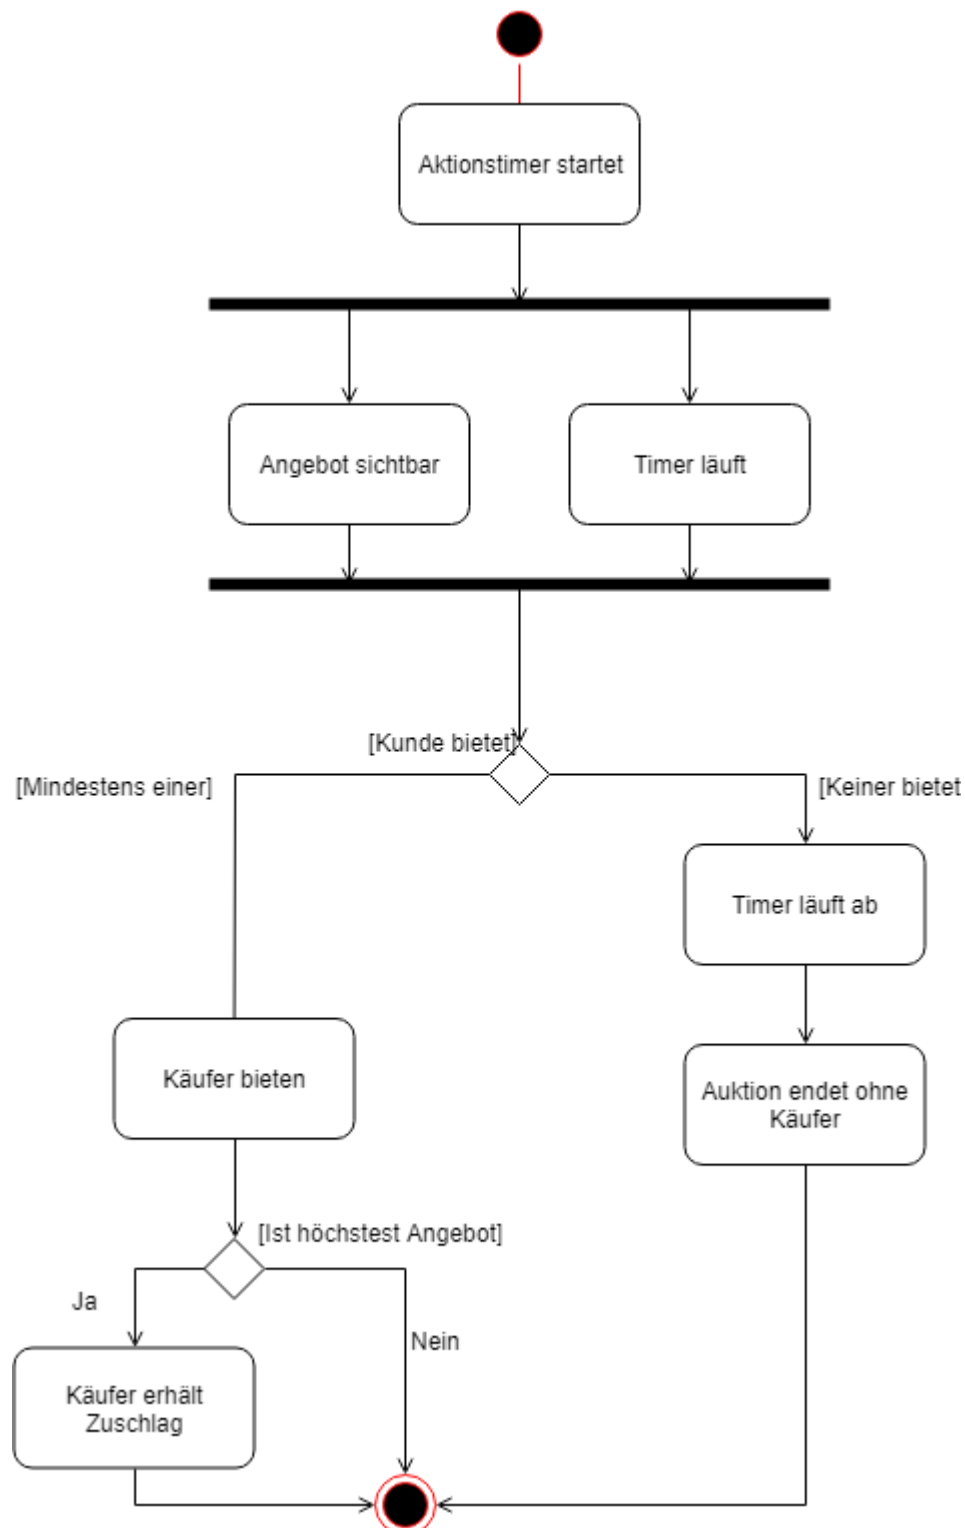 Aktionstimer startet
Angebot sichtbar
Timer läuft
[Kunde bietet]
[Mindestens einer]
[Keiner bietet
Timer läuft ab
Käufer bieten
Auktion endet ohne
Käufer
[Ist höchstest Angebot]
Ja
Nein
Käufer erhält
Zuschlag